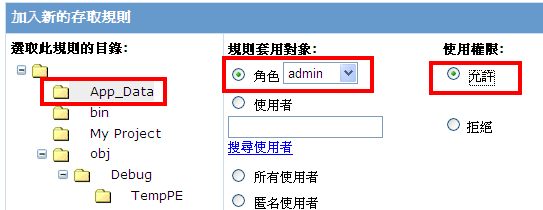 加入新的存取規則
選取此規則的目錄: 規則套用對象: 使用權限:
角色 admin 允許
App_Data
使用者
bin
My Project 拒絕
obj 搜尋使用者
Debug 所有使用者
TempPE 匿名使用者